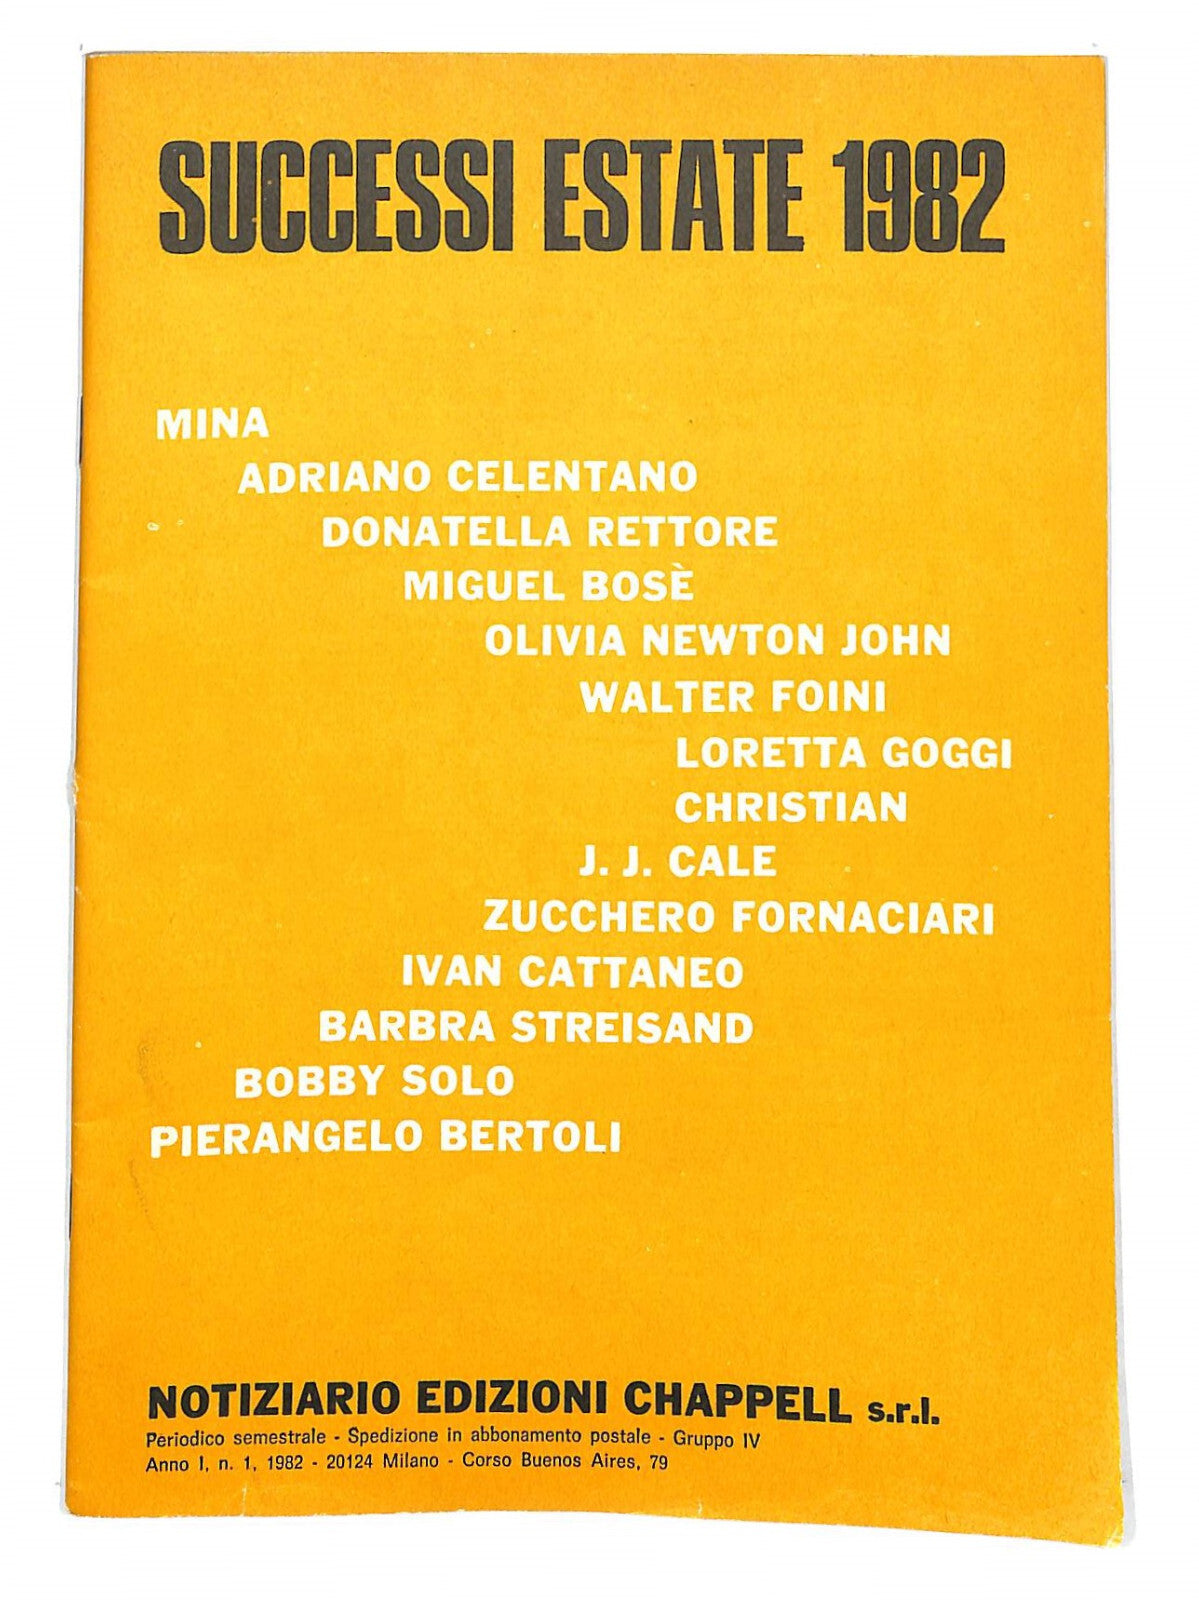 SUCCESSI ESTATE 1982
MINA
ADRIANO CELENTANO
DONATELLA RETTORE
MIGUEL BOSÈ
OLIVIA NEWTON JOHN
WALTER FOINI
LORETTA GOGGI
CHRISTIAN
J. J. CALE
ZUCCHERO FORNACIARI
IVAN CATTANEO
BARBRA STREISAND
BOBBY SOLO
PIERANGELO BERTOLI
NOTIZIARIO EDIZIONI CHAPPELL s.r.l.
Periodico semestrale - Spedizione in abbonamento postale - Gruppo IV
Anno I, n. 1, 1982 - 20124 Milano - Corso Buenos Aires, 79